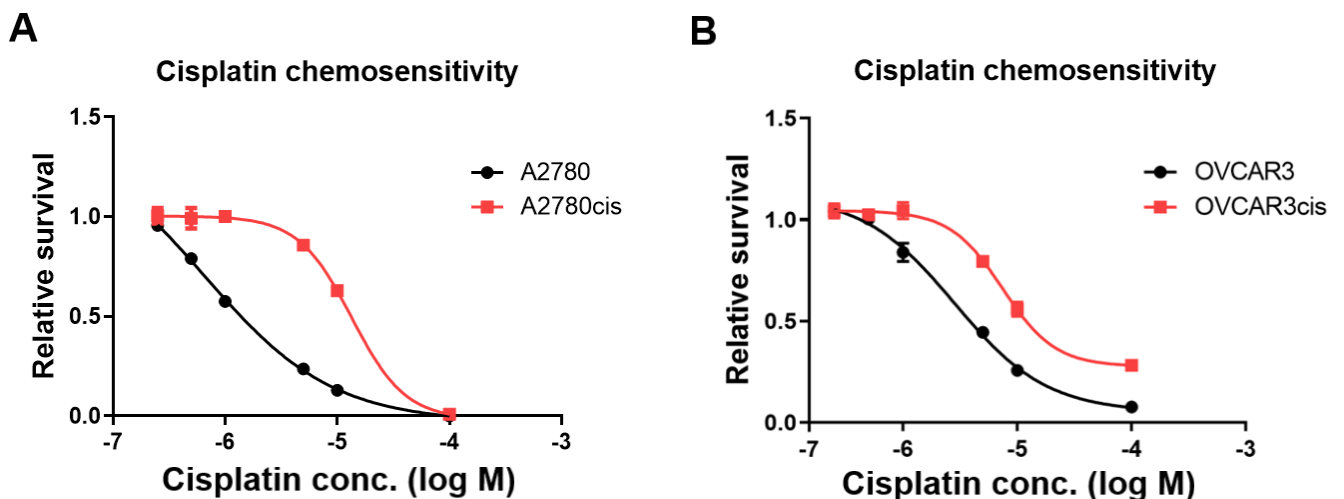 A
Cisplatin chemosensitivity
Relative survival
1.5
1.0
0.5
0.0
-7
-6
-5
-4
-3
Cisplatin conc. (log M)
A2780
A2780cis
B
Cisplatin chemosensitivity
Relative survival
1.5
1.0
0.5
0.0
-7
-6
-5
-4
-3
Cisplatin conc. (log M)
OVCAR3
OVCAR3cis